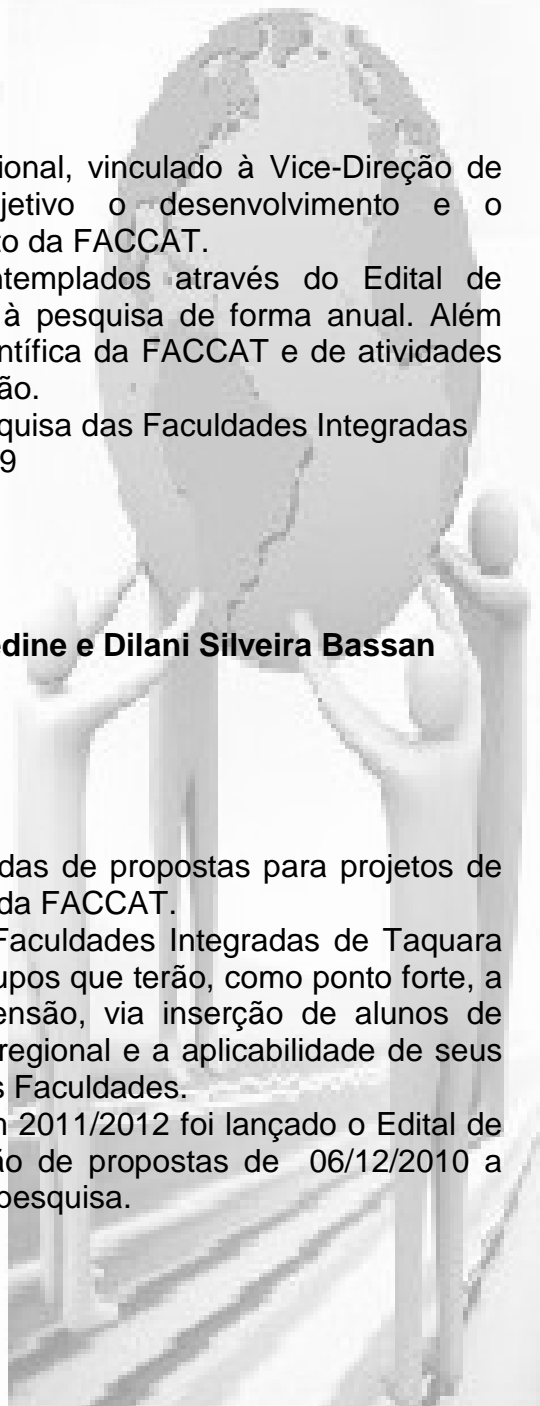 ional, vinculado à Vice-Direção de
jetivo o desenvolvimento e o
to da FACCAT.
ntemplados através do Edital de
à pesquisa de forma anual. Além
ntífica da FACCAT e de atividades
ão.
quisa das Faculdades Integradas
9
edine e Dilani Silveira Bassan
das de propostas para projetos de
da FACCAT.
Faculdades Integradas de Taquara
upos que terão, como ponto forte, a
ensão, via inserção de alunos de
regional e a aplicabilidade de seus
s Faculdades.
n 2011/2012 foi lançado o Edital de
ão de propostas de 06/12/2010 a
pesquisa.